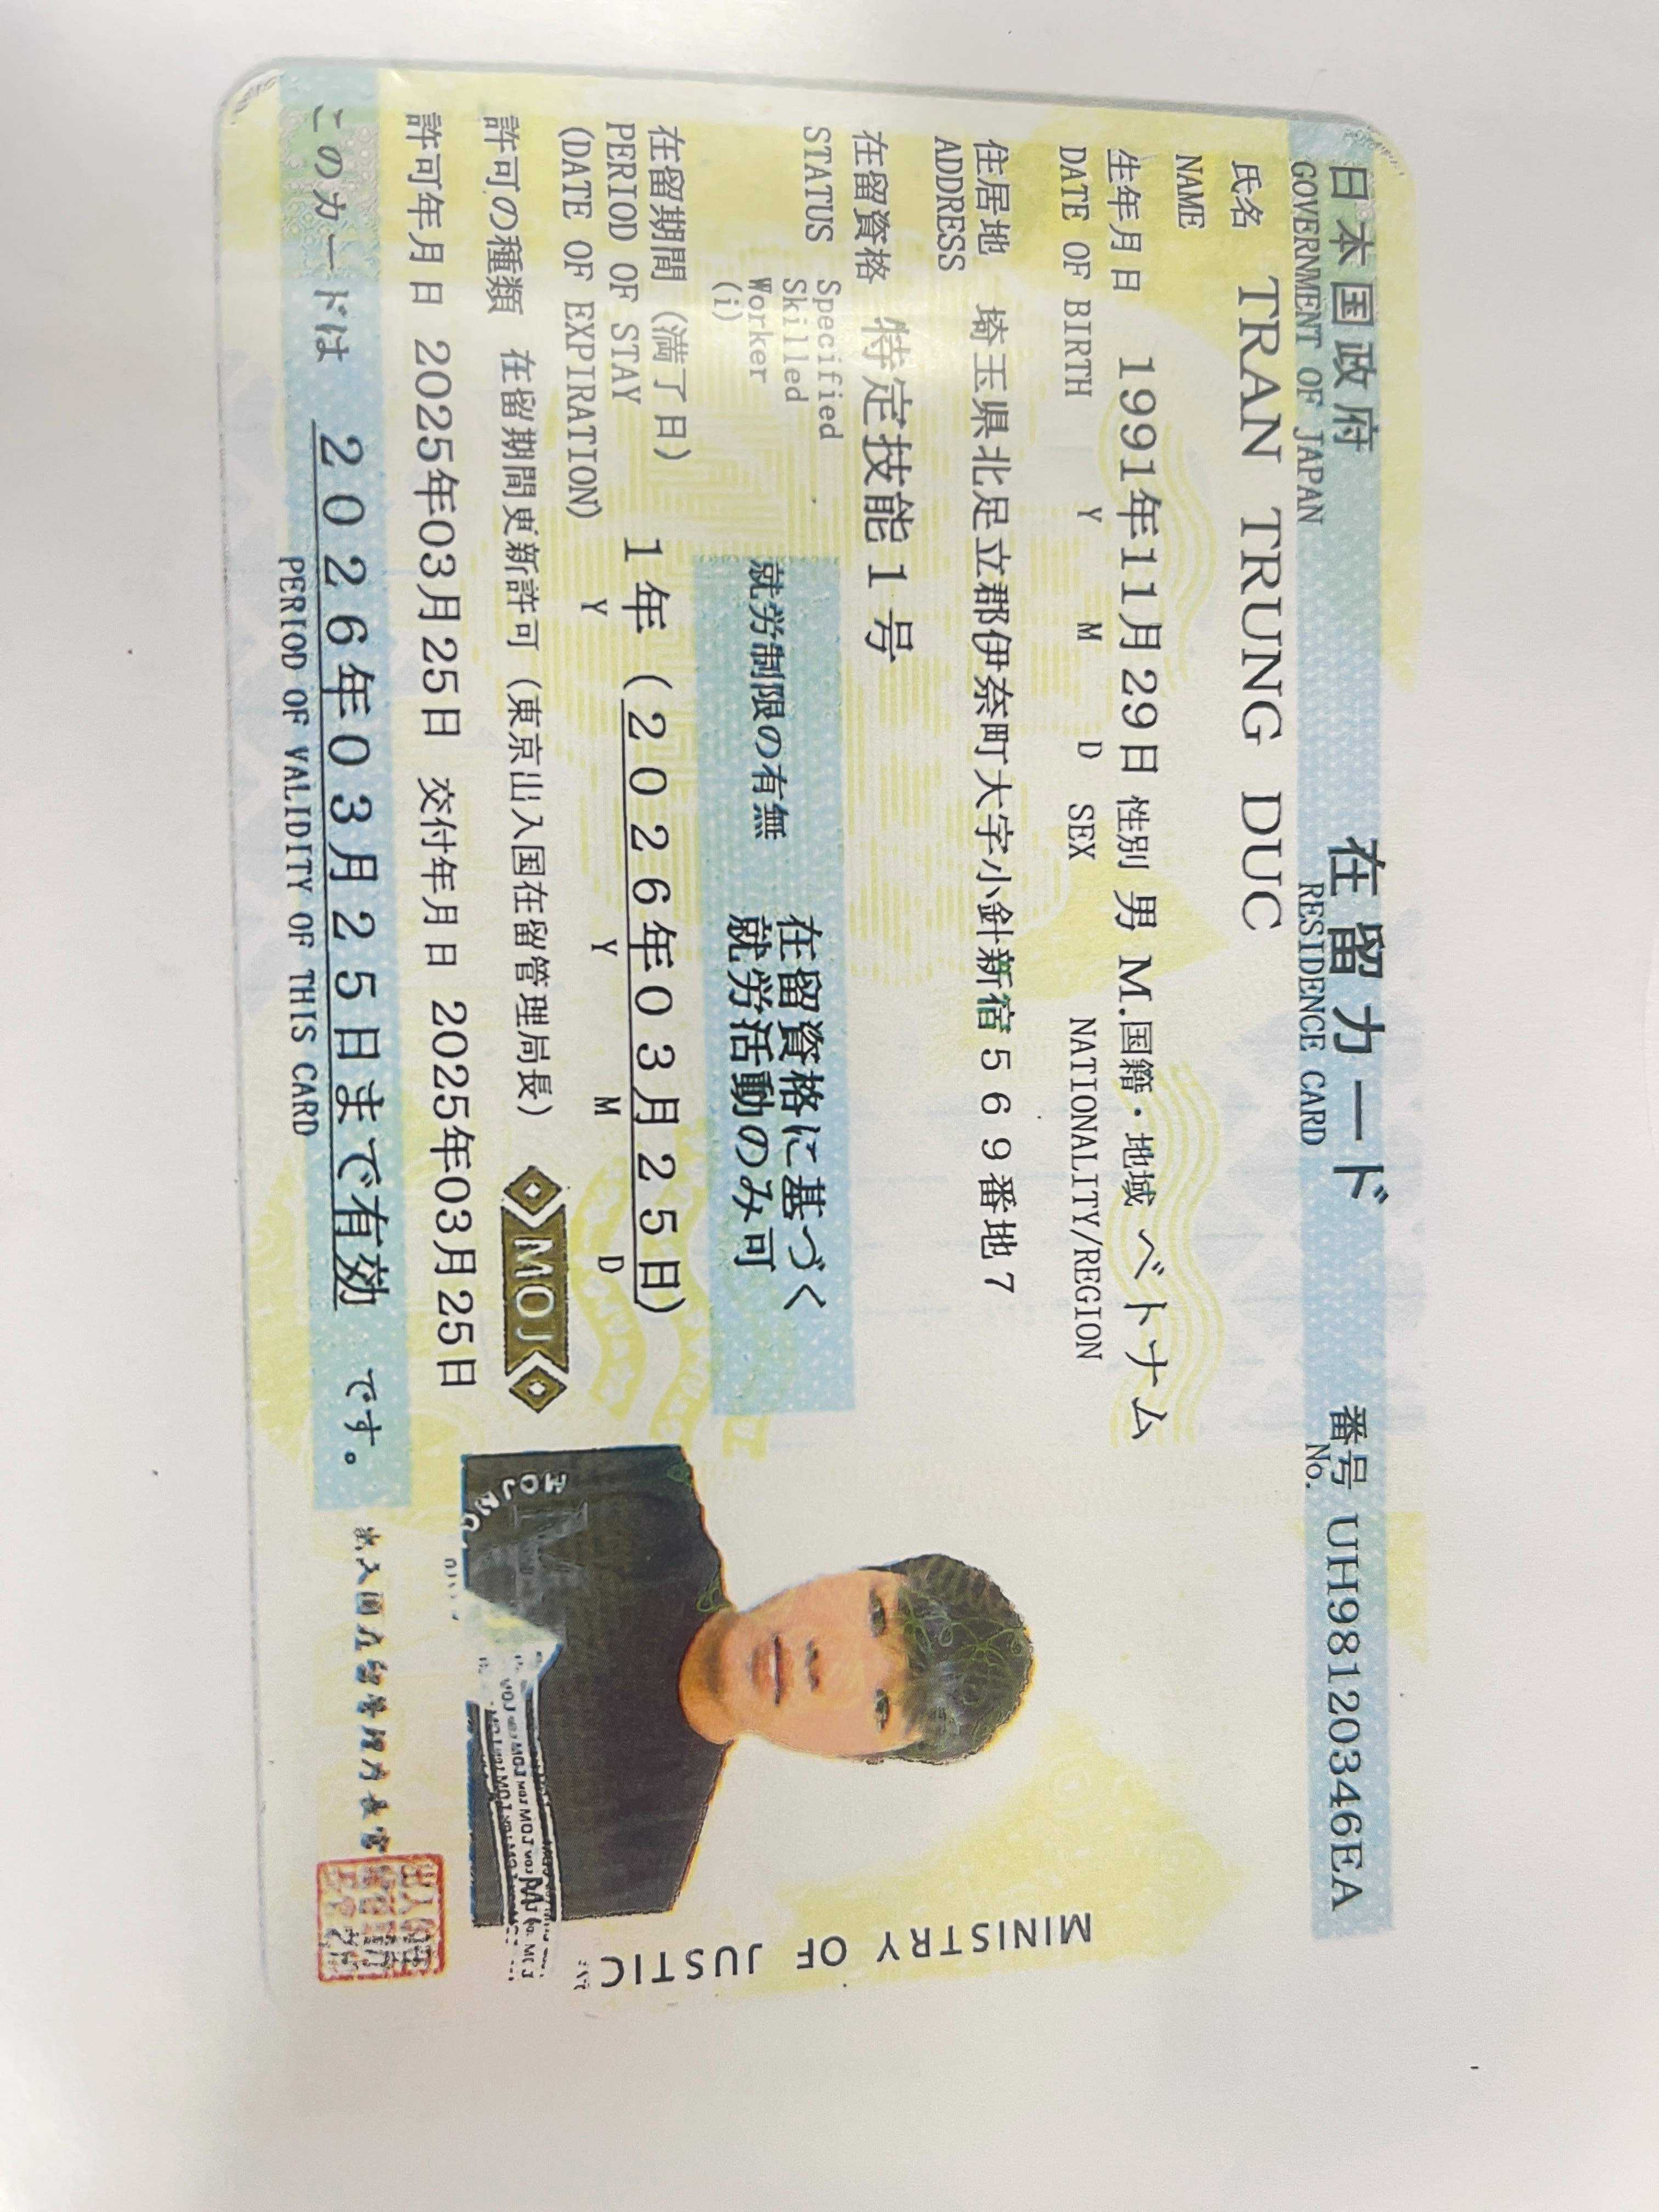 日本国政府 在留カード 番号 UH98120346EA
GOVERNMENT OF JAPAN RESIDENCE CARD No.
氏名 TRAN TRUNG DUC
NAME
生年月日 1991年11月29日 性別 男 M. 国籍・地域 ベトナム
DATE OF BIRTH Y M D SEX NATIONALITY/REGION
住居地 埼玉県北足立郡伊奈町大字小針新宿569番地7
ADDRESS
在留資格 特定技能1号
STATUS Specified
Skilled
Worker
(i)
就労制限の有無 在留資格に基づく
就労活動のみ可
在留期間(満了日) 1年(2026年03月25日)
PERIOD OF STAY
(DATE OF EXPIRATION) Y Y M D
許可の種類 在留期間更新許可(東京出入国在留管理局長)
MOJ
許可年月日 2025年03月25日 交付年月日 2025年03月25日
このカードは 2026年03月25日まで有効 です。
PERIOD OF VALIDITY OF THIS CARD
出入国在留管理庁長官
MINISTRY OF JUSTIC